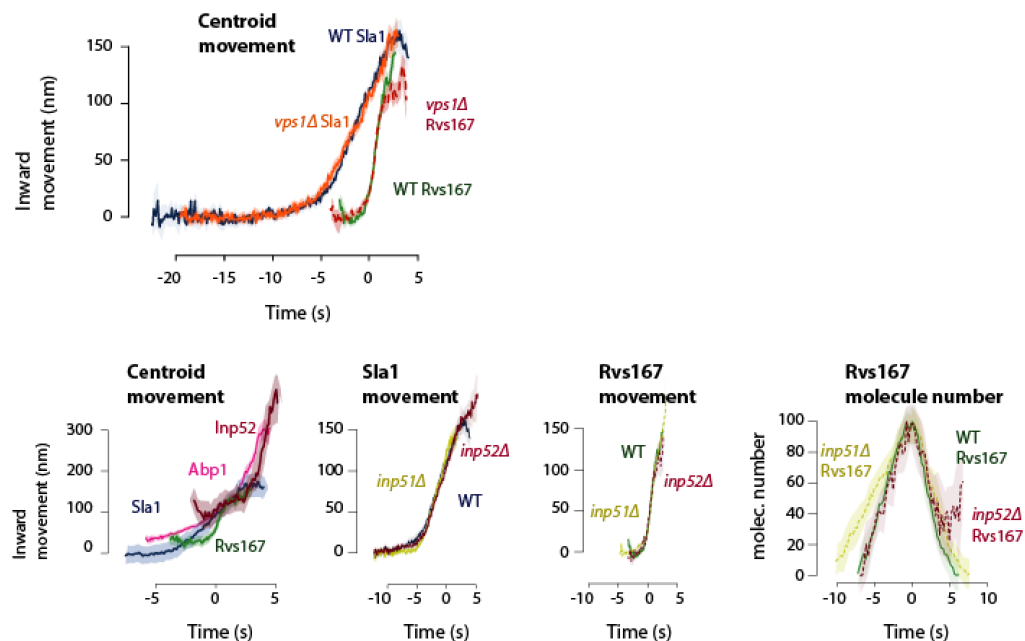 Centroid
movement
WT Sla1
150
100
50
0
vps1Δ Sla1
vps1Δ
Rvs167
WT Rvs167
Inward
movement (nm)
-20 -15 -10 -5 0 5
Time (s)
Centroid
movement
300
200
100
0
Inp52
Abp1
Sla1
Rvs167
Inward
movement (nm)
-5 0 5
Time (s)
Sla1
movement
150
100
50
0
inp51Δ
inp52Δ
WT
-10 -5 0 5
Time (s)
Rvs167
movement
150
100
50
0
WT
inp52Δ
inp51Δ
-10 -5 0 5
Time (s)
Rvs167
molecule number
100
80
60
40
20
0
inp51Δ
Rvs167
WT
Rvs167
inp52Δ
Rvs167
molec. number
-10 -5 0 5 10
Time (s)